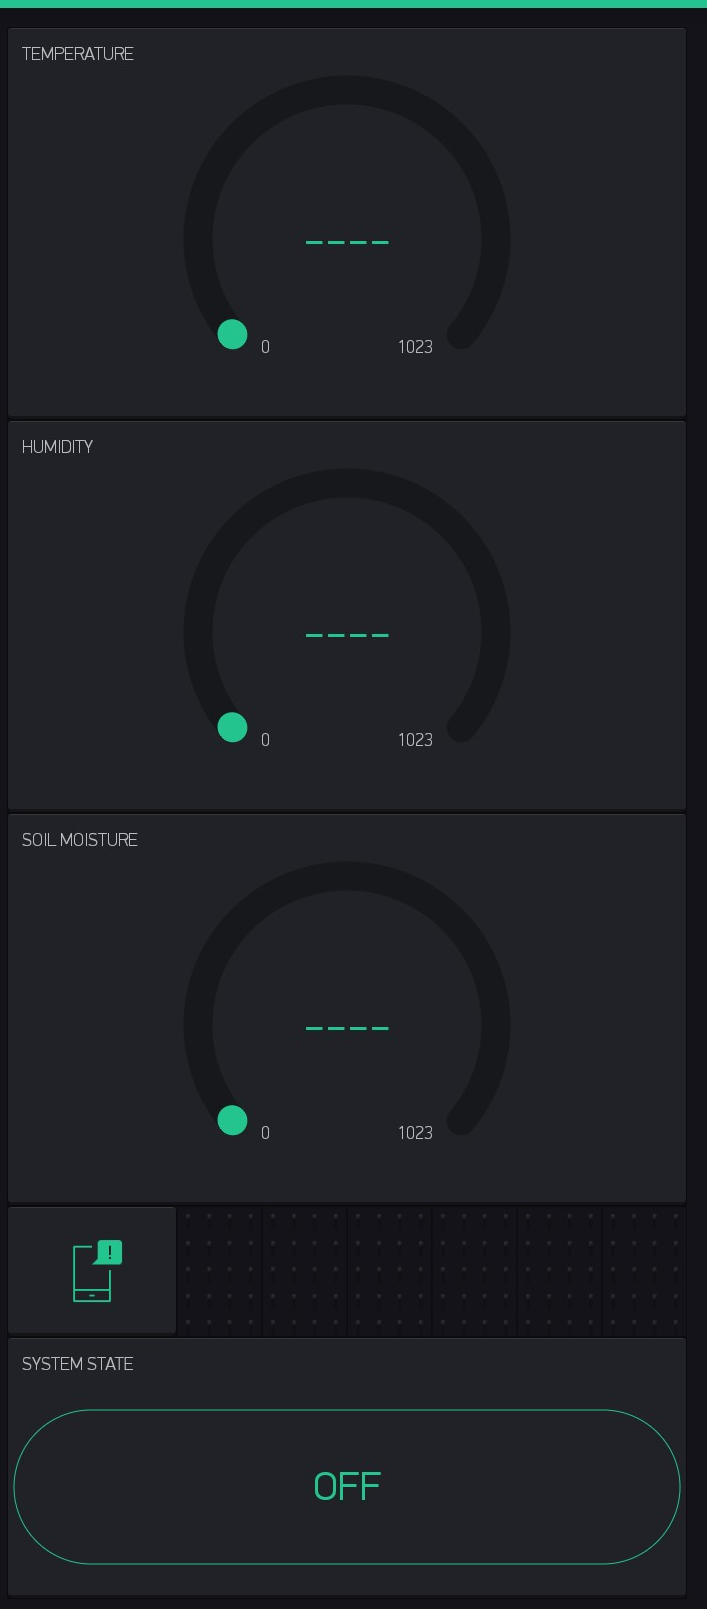 TEMPERATURE
----
0 1023
HUMIDITY
----
0 1023
SOIL MOISTURE
----
0 1023
!
SYSTEM STATE
OFF